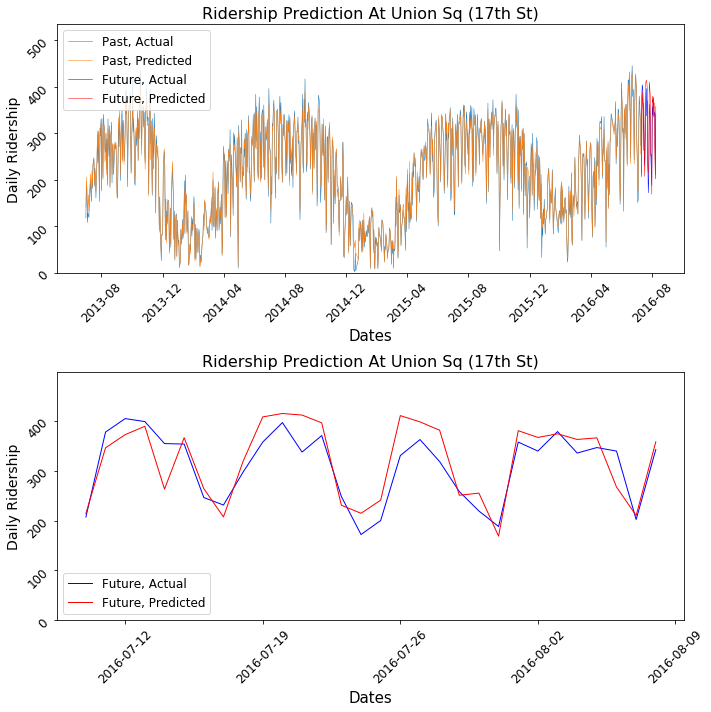 Ridership Prediction At Union Sq (17th St)
500
400
300
200
100
0
Daily Ridership
Past, Actual
Past, Predicted
Future, Actual
Future, Predicted
2013-08
2013-12
2014-04
2014-08
2014-12
2015-04
2015-08
2015-12
2016-04
2016-08
Dates
Ridership Prediction At Union Sq (17th St)
400
300
200
100
0
Daily Ridership
Future, Actual
Future, Predicted
2016-07-12
2016-07-19
2016-07-26
2016-08-02
2016-08-09
Dates